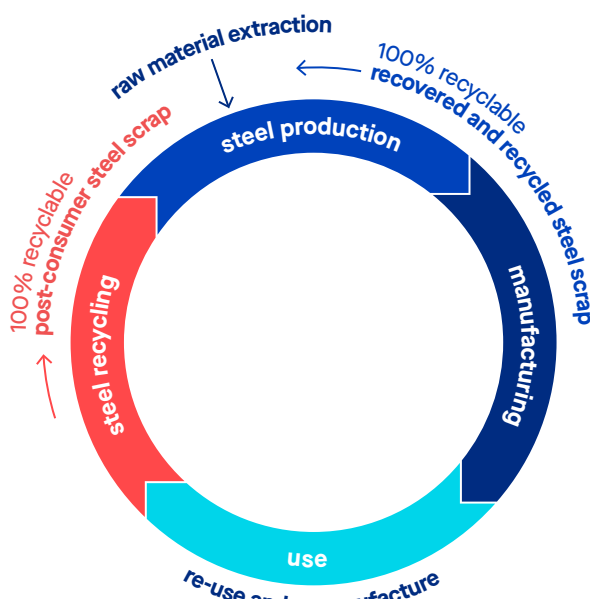 raw material extraction
100% recyclable
recovered and recycled steel scrap
steel production
100% recyclable
post-consumer steel scrap
manufacturing
steel recycling
use
re-use